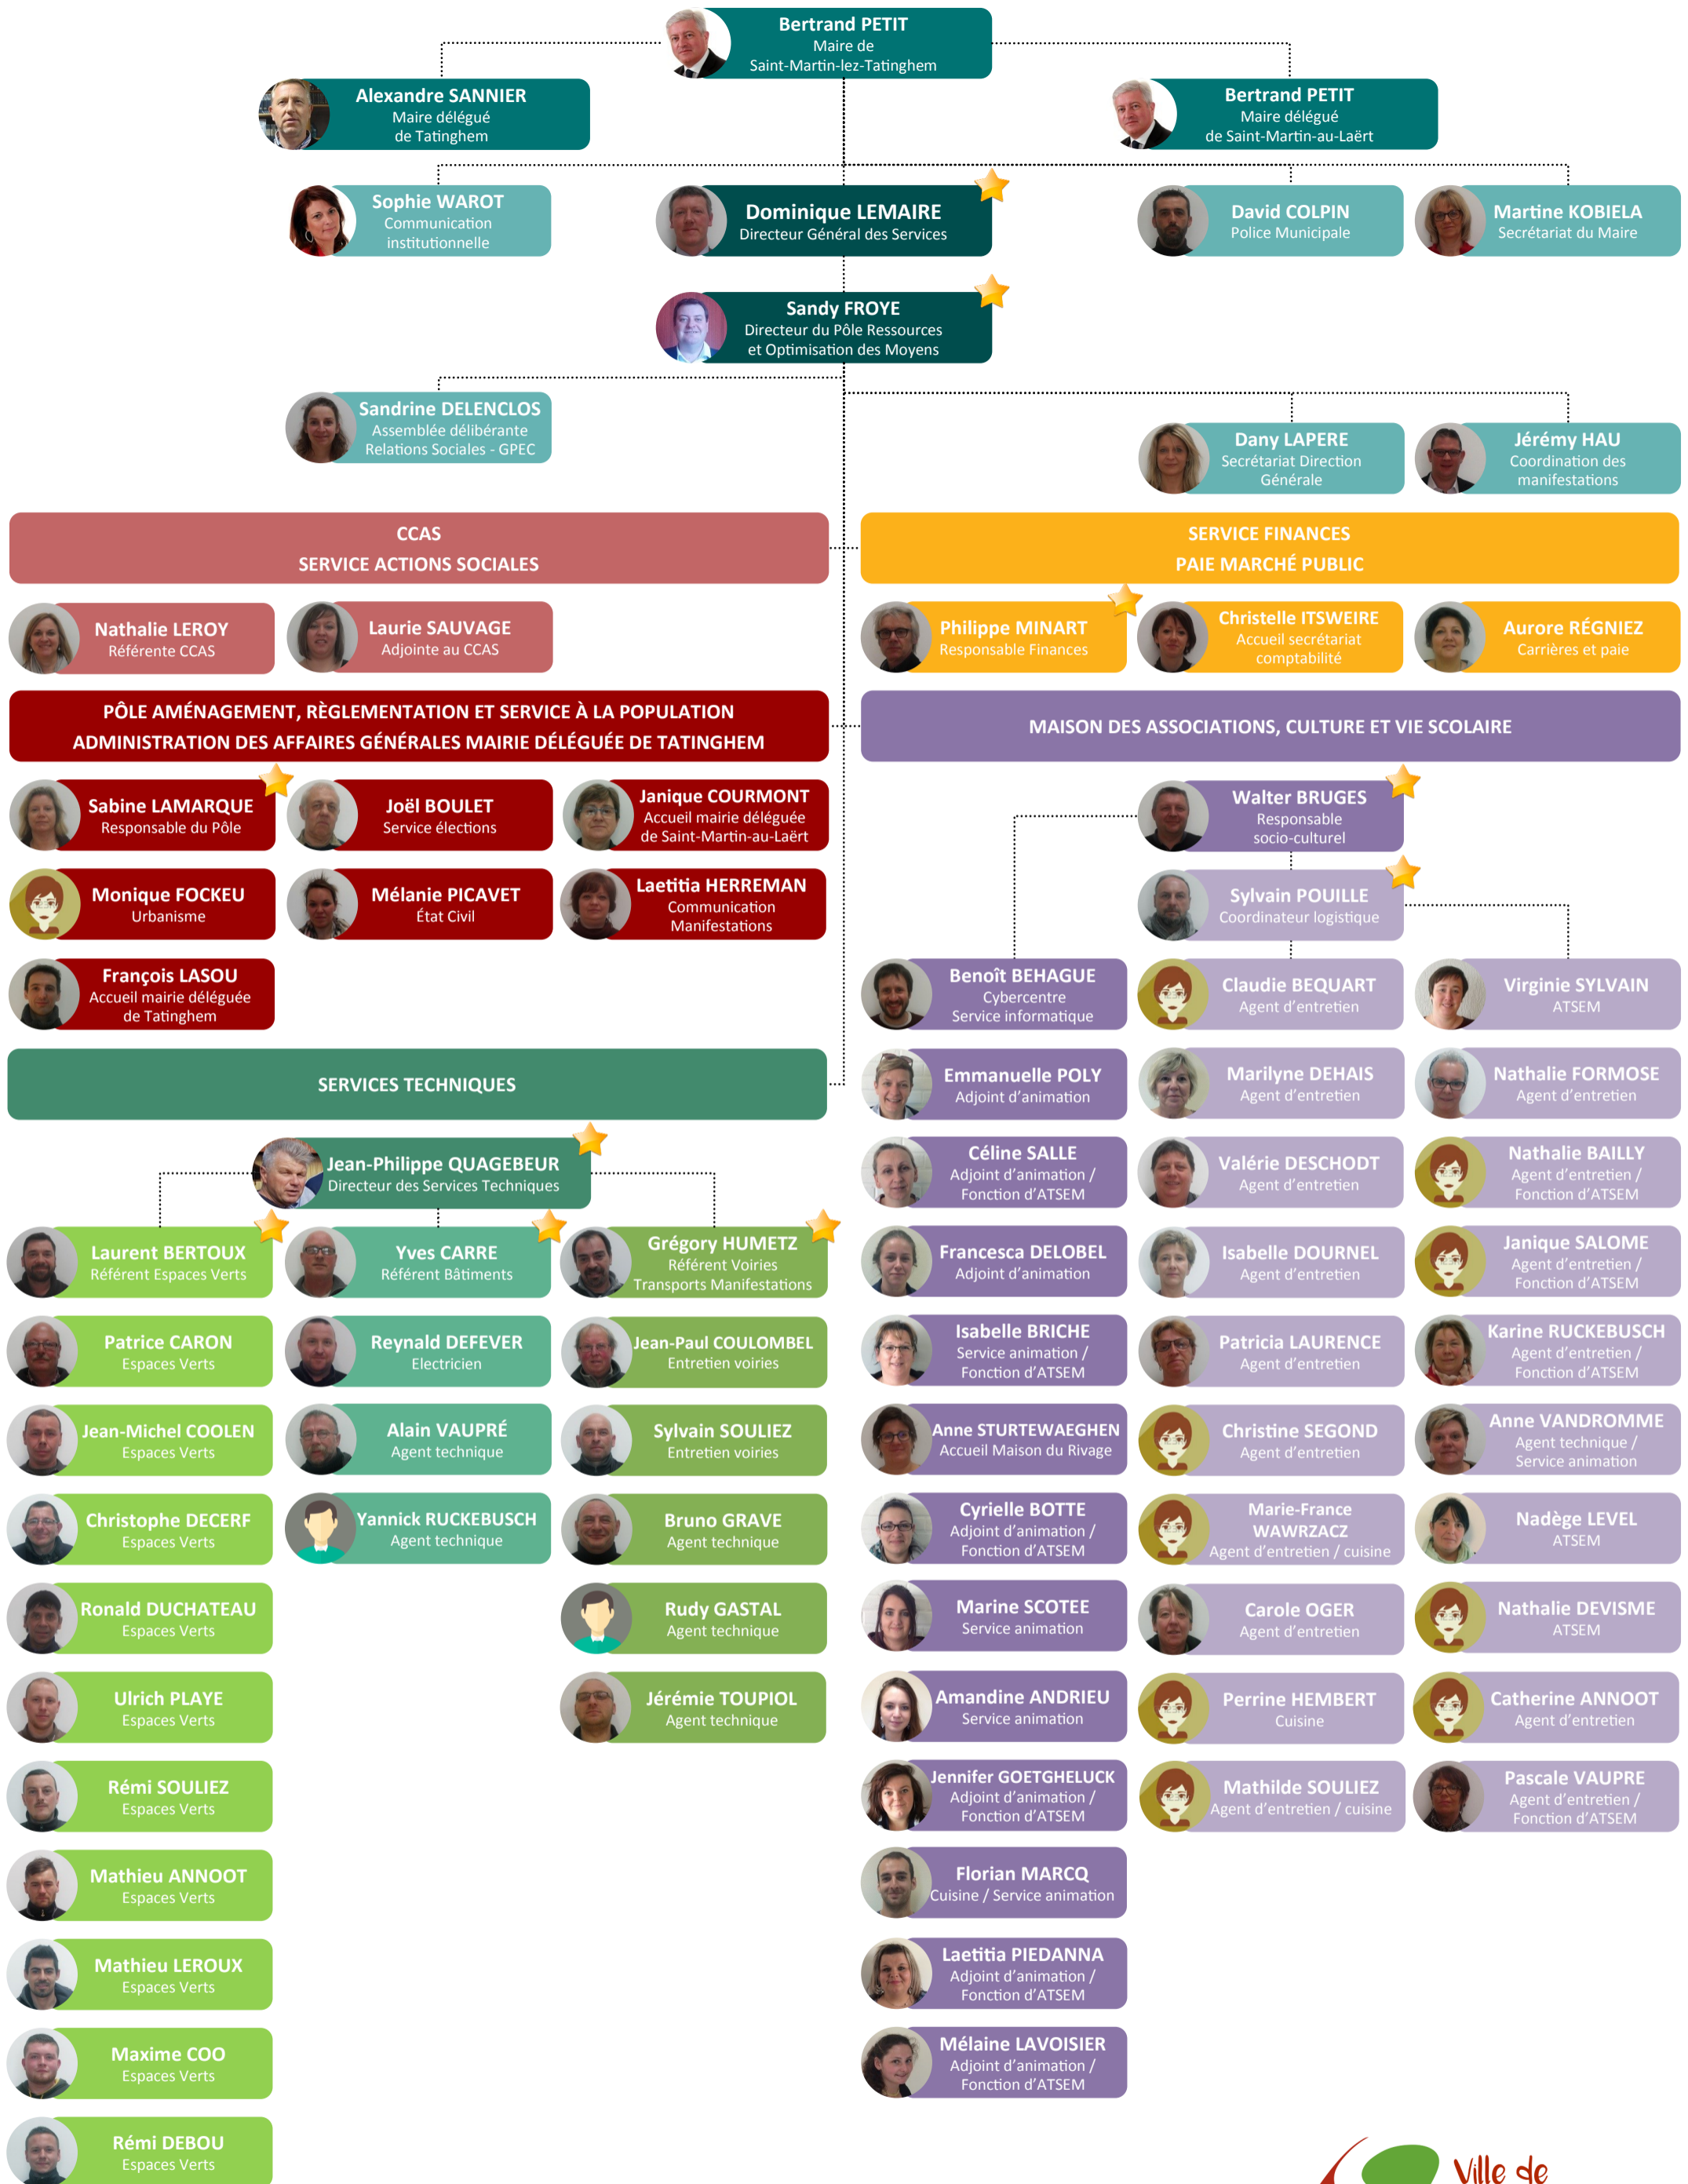 Bertrand PETIT
Maire de
Saint-Martin-lez-Tatinghem
Alexandre SANNIER
Maire délégué
de Tatinghem
Bertrand PETIT
Maire délégué
de Saint-Martin-au-Laërt
Sophie WAROT
Communication
institutionnelle
Dominique LEMAIRE
Directeur Général des Services
David COLPIN
Police Municipale
Martine KOBIELA
Secrétariat du Maire
Sandy FROYE
Directeur du Pôle Ressources
et Optimisation des Moyens
Sandrine DELENCLOS
Assemblée délibérante
Relations Sociales - GPEC
Dany LAPERE
Secrétariat Direction
Générale
Jérémy HAU
Coordination des
manifestations
CCAS
SERVICE ACTIONS SOCIALES
Nathalie LEROY
Référente CCAS
Laurie SAUVAGE
Adjointe au CCAS
SERVICE FINANCES
PAIE MARCHÉ PUBLIC
Philippe MINART
Responsable Finances
Christelle ITSWEIRE
Accueil secrétariat
comptabilité
Aurore RÉGNIEZ
Carrières et paie
PÔLE AMÉNAGEMENT, RÈGLEMENTATION ET SERVICE À LA POPULATION
ADMINISTRATION DES AFFAIRES GÉNÉRALES MAIRIE DÉLÉGUÉE DE TATINGHEM
Sabine LAMARQUE
Responsable du Pôle
Joël BOULET
Service élections
Janique COURMONT
Accueil mairie déléguée
de Saint-Martin-au-Laërt
Monique FOCKEU
Urbanisme
Mélanie PICAVET
État Civil
Laetitia HERREMAN
Communication
Manifestations
François LASOU
Accueil mairie déléguée
de Tatinghem
SERVICES TECHNIQUES
Jean-Philippe QUAGEBEUR
Directeur des Services Techniques
Laurent BERTOUX
Référent Espaces Verts
Patrice CARON
Espaces Verts
Jean-Michel COOLEN
Espaces Verts
Christophe DECERF
Espaces Verts
Ronald DUCHATEAU
Espaces Verts
Ulrich PLAYE
Espaces Verts
Rémi SOULIEZ
Espaces Verts
Mathieu ANNOOT
Espaces Verts
Mathieu LEROUX
Espaces Verts
Maxime COO
Espaces Verts
Rémi DEBOU
Espaces Verts
Yves CARRE
Référent Bâtiments
Reynald DEFEVER
Electricien
Alain VAUPRÉ
Agent technique
Yannick RUCKEBUSCH
Agent technique
Grégory HUMETZ
Référent Voiries
Transports Manifestations
Jean-Paul COULOMBEL
Entretien voiries
Sylvain SOULIEZ
Entretien voiries
Bruno GRAVE
Agent technique
Rudy GASTAL
Agent technique
Jérémie TOUPIOL
Agent technique
MAISON DES ASSOCIATIONS, CULTURE ET VIE SCOLAIRE
Walter BRUGES
Responsable
socio-culturel
Sylvain POUILLE
Coordinateur logistique
Benoît BEHAGUE
Cybercentre
Service informatique
Emmanuelle POLY
Adjoint d'animation
Céline SALLE
Adjoint d'animation /
Fonction d'ATSEM
Francesca DELOBEL
Adjoint d'animation
Isabelle BRICHE
Service animation /
Fonction d'ATSEM
Anne STURTEWAEGHEN
Accueil Maison du Rivage
Cyrielle BOTTE
Adjoint d'animation /
Fonction d'ATSEM
Marine SCOTEE
Service animation
Amandine ANDRIEU
Service animation
Jennifer GOETGHELUCK
Adjoint d'animation /
Fonction d'ATSEM
Florian MARCQ
Cuisine / Service animation
Laetitia PIEDANNA
Adjoint d'animation /
Fonction d'ATSEM
Mélaine LAVOISIER
Adjoint d'animation /
Fonction d'ATSEM
Claudie BEQUART
Agent d'entretien
Marilyne DEHAIS
Agent d'entretien
Valérie DESCHODT
Agent d'entretien
Isabelle DOURNEL
Agent d'entretien
Patricia LAURENCE
Agent d'entretien
Christine SEGOND
Agent d'entretien
Marie-France
WAWRZACZ
Agent d'entretien / cuisine
Carole OGER
Agent d'entretien
Perrine HEMBERT
Cuisine
Mathilde SOULIEZ
Agent d'entretien / cuisine
Virginie SYLVAIN
ATSEM
Nathalie FORMOSE
Agent d'entretien
Nathalie BAILLY
Agent d'entretien /
Fonction d'ATSEM
Janique SALOME
Agent d'entretien /
Fonction d'ATSEM
Karine RUCKEBUSCH
Agent d'entretien /
Fonction d'ATSEM
Anne VANDROMME
Agent technique /
Service animation
Nadège LEVEL
ATSEM
Nathalie DEVISME
ATSEM
Catherine ANNOOT
Agent d'entretien
Pascale VAUPRE
Agent d'entretien /
Fonction d'ATSEM
Ville de